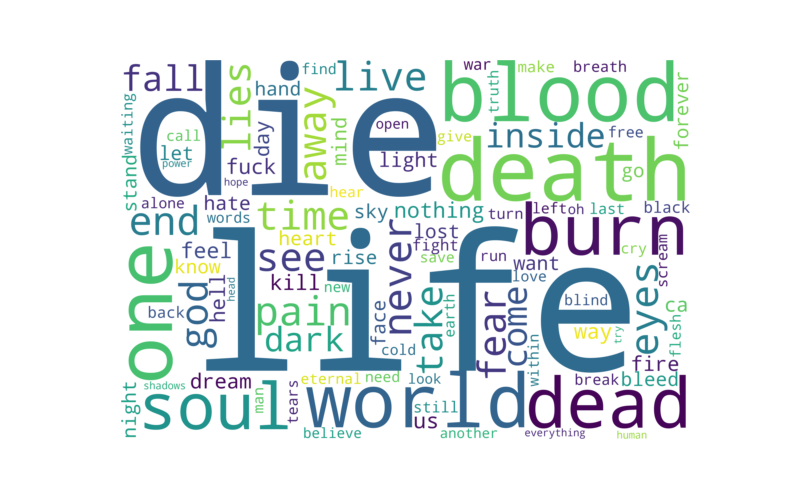 fall
die
lies
hand
find
away
live
war
make
breath
blood
truth
forever
waiting
stand
call
let
power
day
fuck
hope
mind
open
light
give
inside
free
hear
death
go
alone
hate
words
end
time
heart
sky
nothing
turn
left
oh
last
black
burn
one
feel
know
see
rise
lost
fight
save
never
run
want
love
cry
scream
god
hell
back
head
life
kill
new
pain
dark
face
cold
take
earth
fear
come
blind
eyes
ca
way
try
flesh
fire
within
break
bleed
night
shadows
dream
soul
man
tears
eternal
need
look
world
still
us
believe
another
dead
everything
human